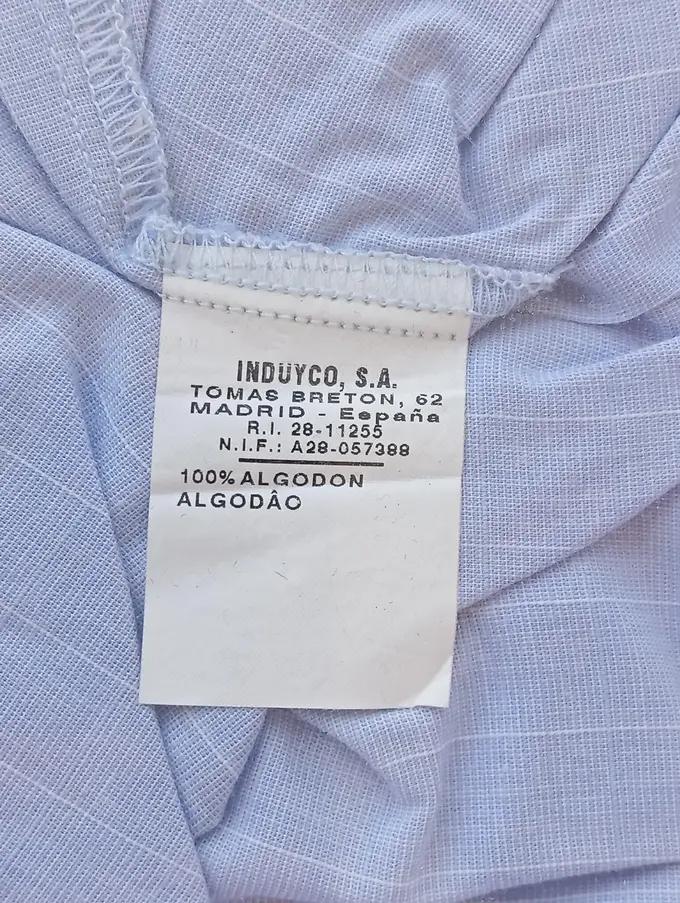 INDUYCO, S.A.
TOMAS BRETON, 62
MADRID - España
R.I. 28-11255
N.I.F.: A28-057388
100% ALGODON
ALGODÂO